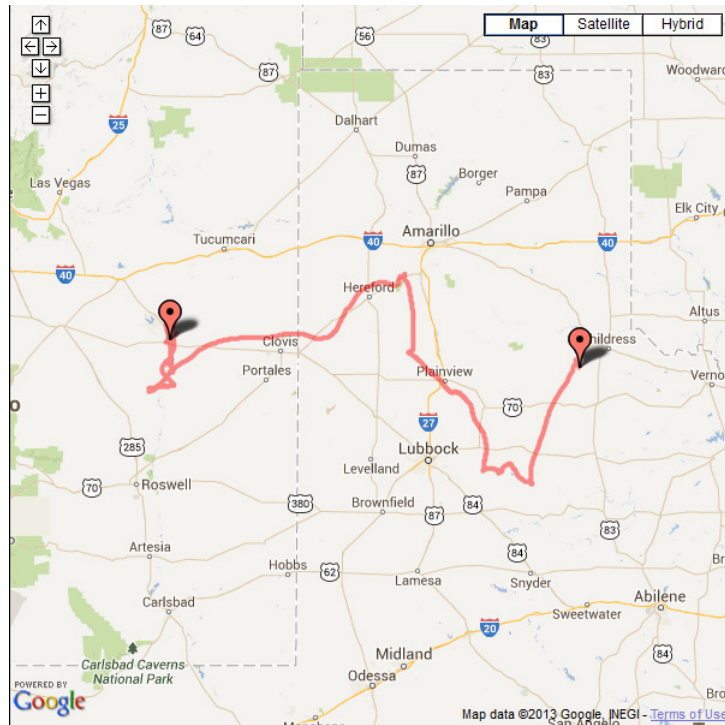 Map Satellite Hybrid
87
64
56
83
83
Woodward
87
Dalhart
25
Dumas
87
Las Vegas
Borger
Pampa
Elk City
Tucumcari
40
Amarillo
40
40
Hereford
Altus
Childress
Clovis
Portales
Plainview
Verno
70
27
285
Lubbock
Levelland
70
Roswell
380
Brownfield
84
87
83
Artesia
84
Hobbs
62
Lamesa
Snyder
84
Abilene
Carlsbad
Sweetwater
20
Carlsbad Caverns
National Park
Midland
Odessa
POWERED BY
Google
Map data ©2013 Google, INEGI - Terms of Use